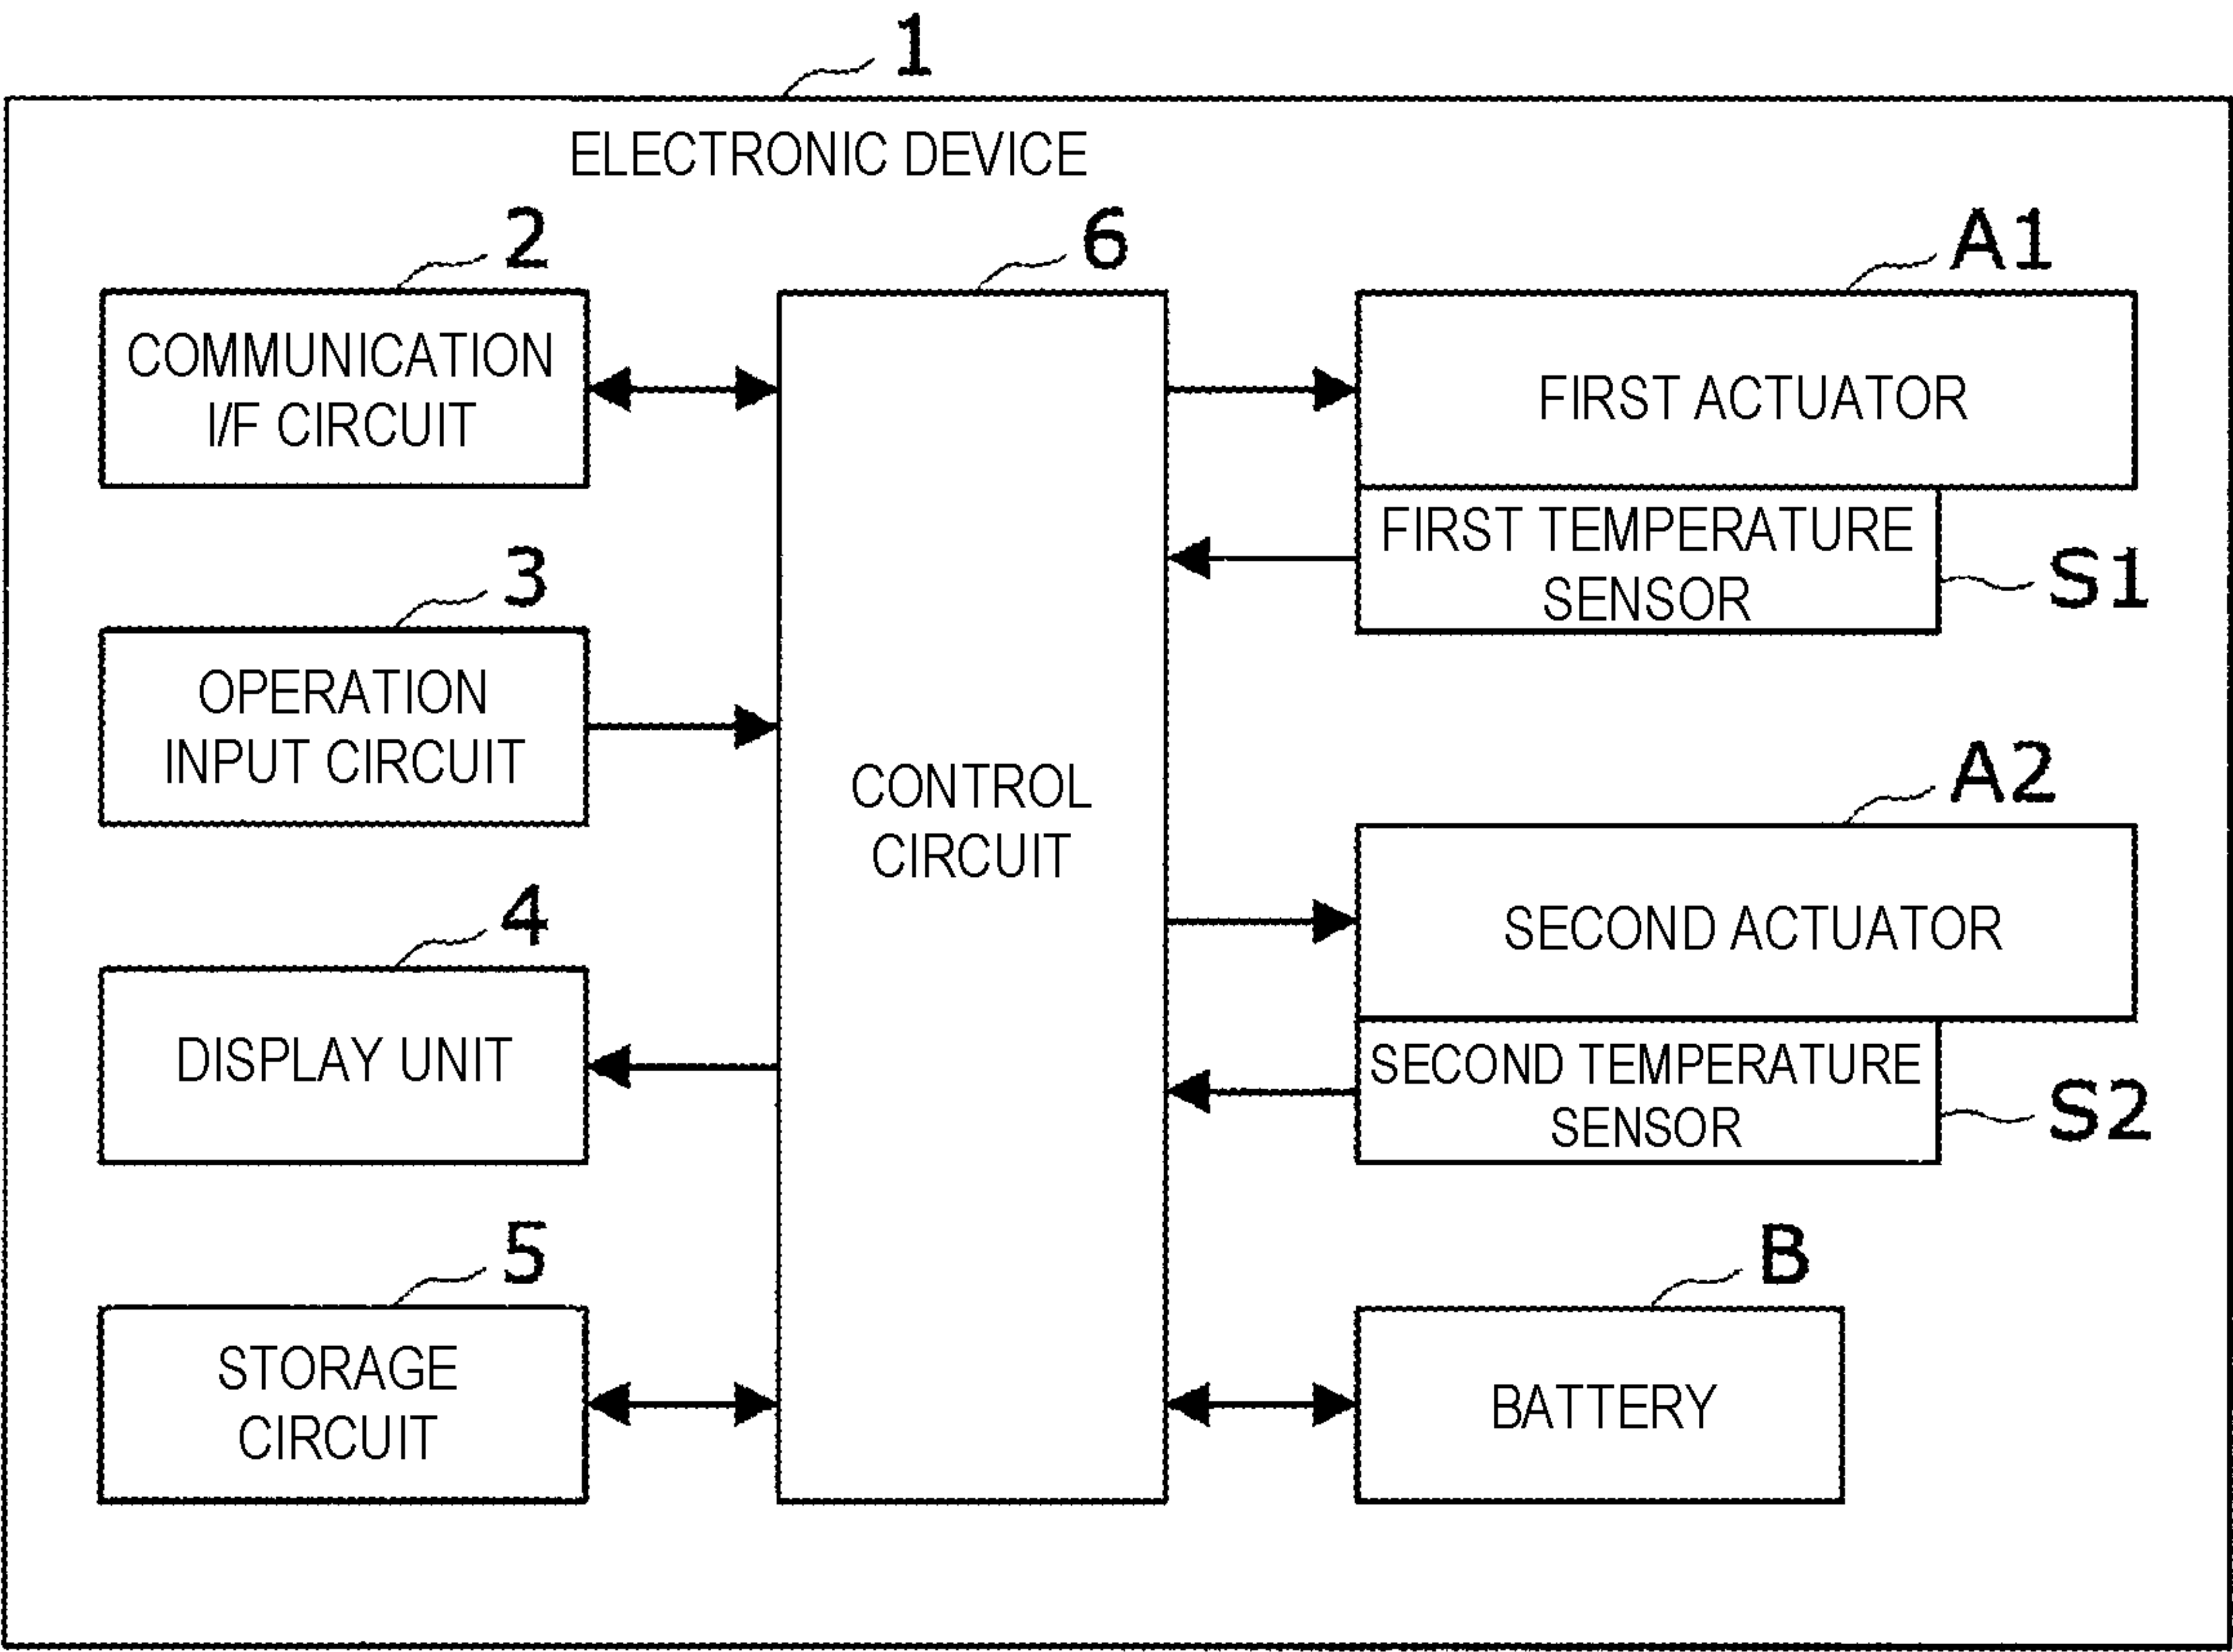 1
ELECTRONIC DEVICE
2
COMMUNICATION
I/F CIRCUIT
3
OPERATION
INPUT CIRCUIT
4
DISPLAY UNIT
5
STORAGE
CIRCUIT
6
CONTROL
CIRCUIT
A1
FIRST ACTUATOR
FIRST TEMPERATURE
SENSOR
S1
A2
SECOND ACTUATOR
SECOND TEMPERATURE
SENSOR
S2
B
BATTERY